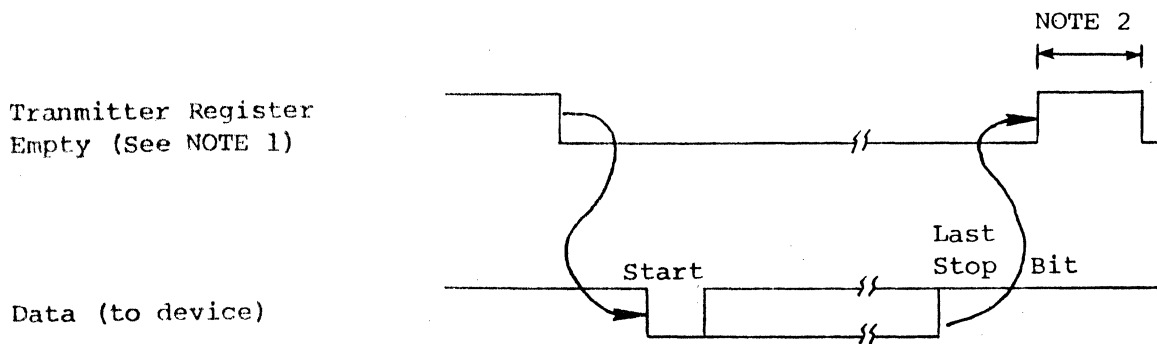 NOTE 2
Tranmitter Register
Empty (See NOTE 1)
Last
Start Stop Bit
Data (to device)